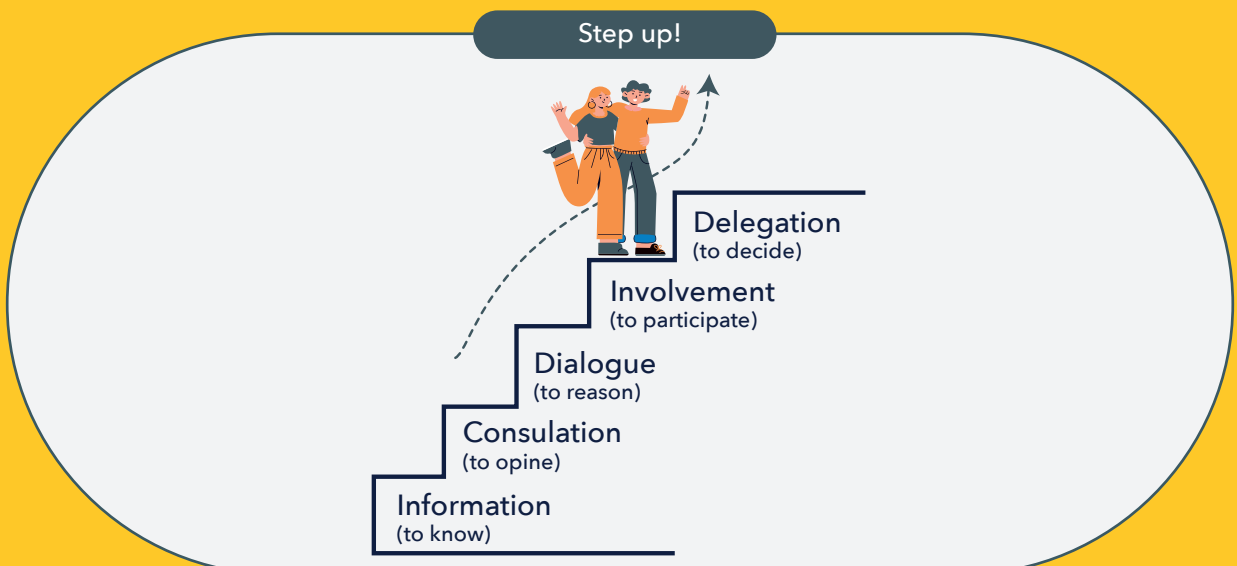 Step up!
Delegation
(to decide)
Involvement
(to participate)
Dialogue
(to reason)
Consulation
(to opine)
Information
(to know)